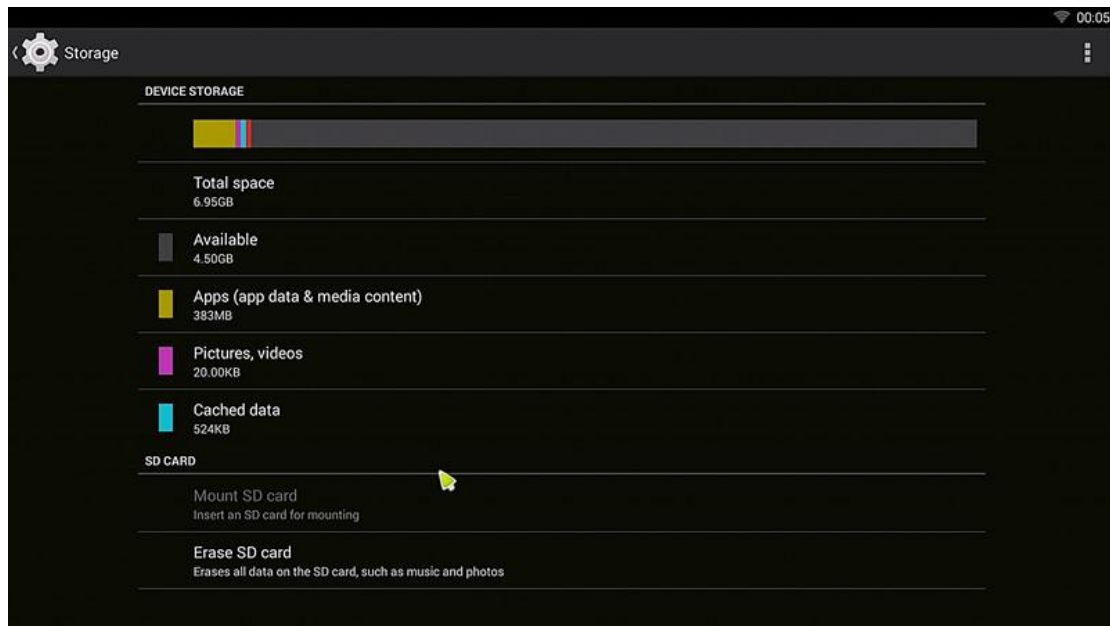 00:05
Storage
DEVICE STORAGE
Total space
6.95GB
Available
4.50GB
Apps (app data & media content)
383MB
Pictures, videos
20.00KB
Cached data
524KB
SD CARD
Mount SD card
Insert an SD card for mounting
Erase SD card
Erases all data on the SD card, such as music and photos